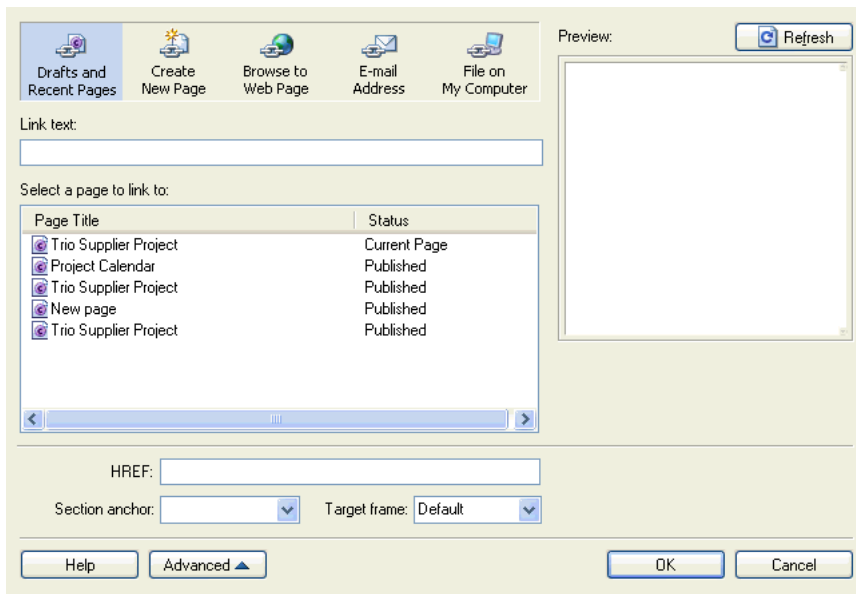 Drafts and Recent Pages
Create New Page
Browse to Web Page
E-mail Address
File on My Computer
Preview:
Refresh
Link text:
Select a page to link to:
Page Title Status
Trio Supplier Project Current Page
Project Calendar Published
Trio Supplier Project Published
New page Published
Trio Supplier Project Published
HREF:
Section anchor:
Target frame: Default
Help
Advanced
OK
Cancel